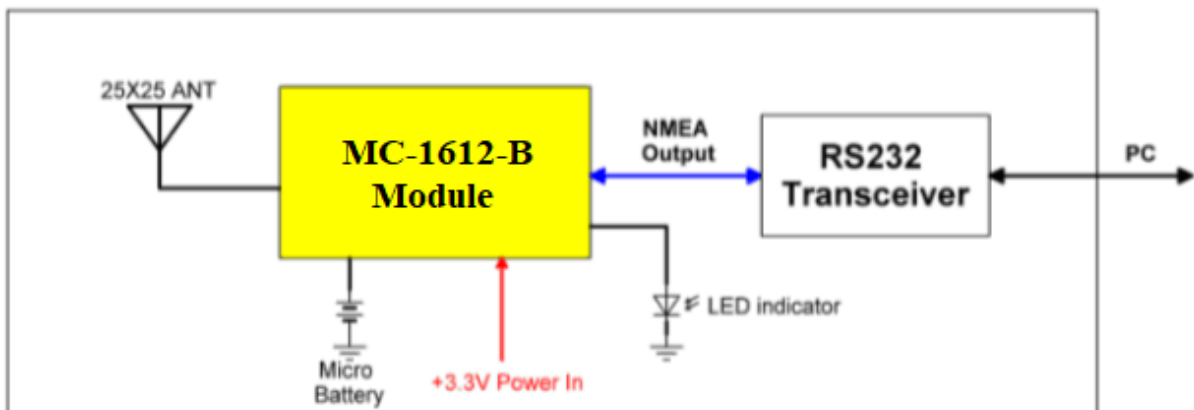 25X25 ANT
MC-1612-B
Module
NMEA
Output
RS232
Transceiver
PC
LED indicator
Micro
Battery
+3.3V Power In